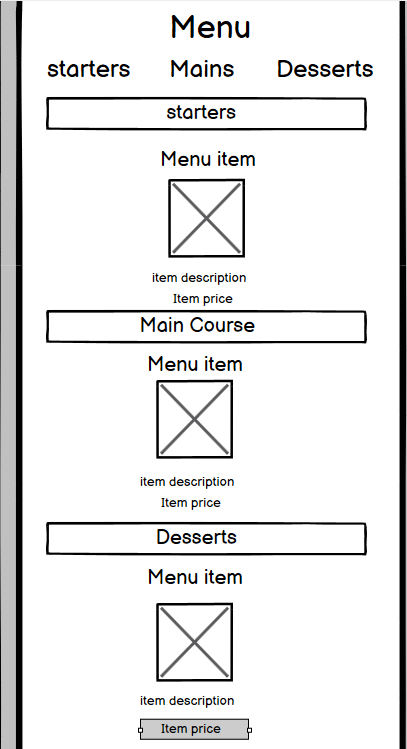 Menu
starters Mains Desserts
starters
Menu item
item description
Item price
Main Course
Menu item
item description
Item price
Desserts
Menu item
item description
Item price